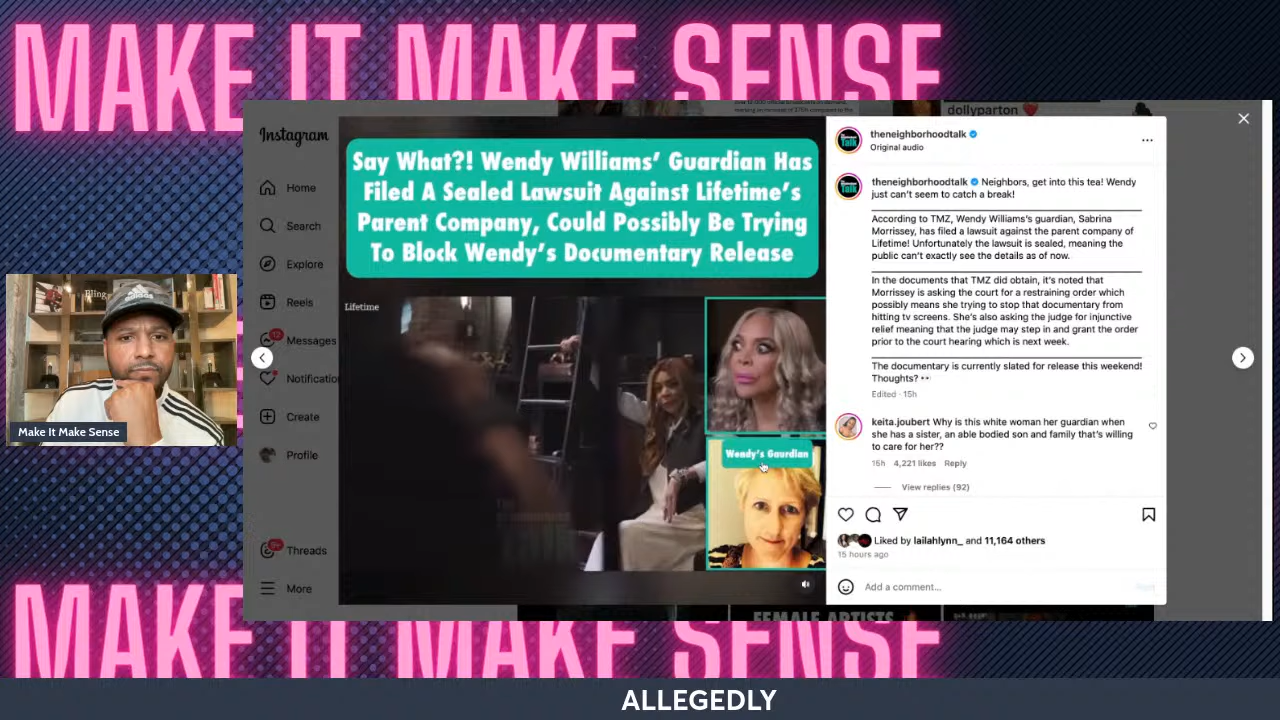 MAKE IT MAKE SENSE
dollyparton
Instagram
Home
Search
Explore
Reels
12
Messages
Notificatio
Create
Profile
9+
Threads
More
Bling
adidas
Make It Make Sense
Say What?! Wendy Williams' Guardian Has
Filed A Sealed Lawsuit Against Lifetime's
Parent Company, Could Possibly Be Trying
To Block Wendy's Documentary Release
Lifetime
Wendy's Gaurdian
theneighborhoodtalk
Original audio
theneighborhoodtalk Neighbors, get into this tea! Wendy
just can't seem to catch a break!
According to TMZ, Wendy Williams's guardian, Sabrina
Morrissey, has filed a lawsuit against the parent company of
Lifetime! Unfortunately the lawsuit is sealed, meaning the
public can't exactly see the details as of now.
In the documents that TMZ did obtain, it's noted that
Morrissey is asking the court for a restraining order which
possibly means she trying to stop that documentary from
hitting tv screens. She's also asking the judge for injunctive
relief meaning that the judge may step in and grant the order
prior to the court hearing which is next week.
The documentary is currently slated for release this weekend!
Thoughts?
Edited · 15h
keita.joubert Why is this white woman her guardian when
she has a sister, an able bodied son and family that's willing
to care for her??
15h 4,221 likes Reply
View replies (92)
Liked by lailahlynn_ and 11,164 others
15 hours ago
Add a comment...
FEMALE ARTISTS
MAKE IT MAKE SENSE
ALLEGEDLY